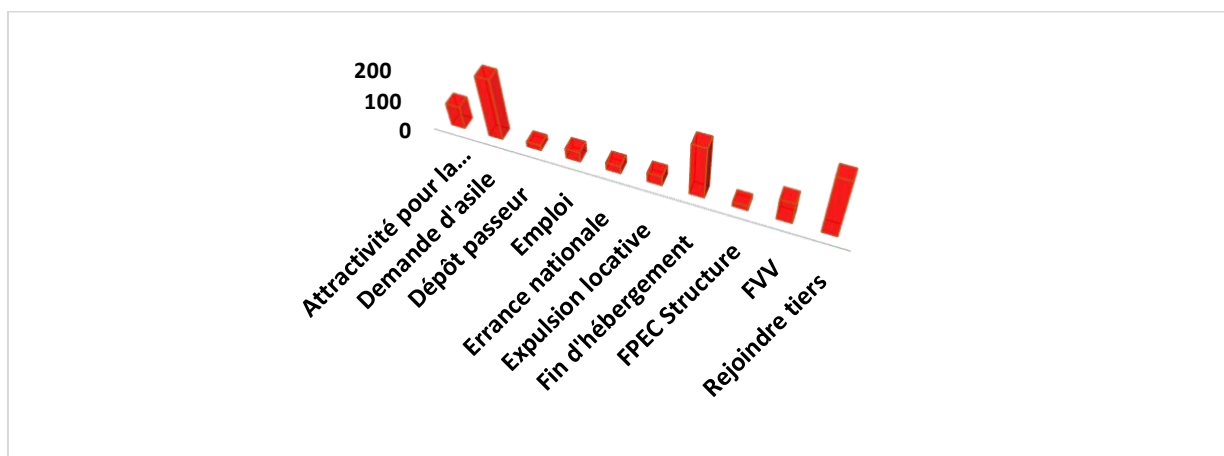 200
100
0
Attractivité pour la...
Demande d'asile
Dépôt passeur
Emploi
Errance nationale
Expulsion locative
Fin d'hébergement
FPEC Structure
FVV
Rejoindre tiers